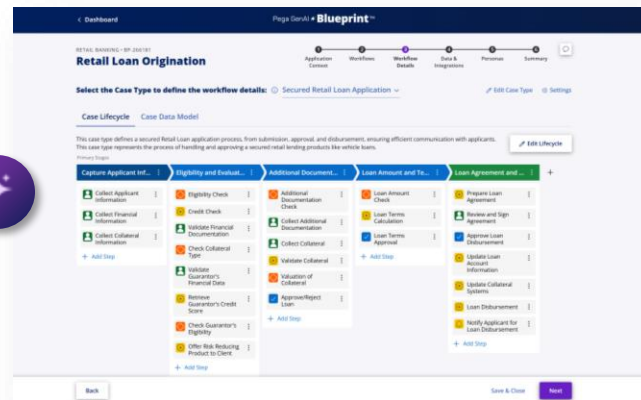 Dashboard
Pega GenAI Blueprint™
RETAIL BANKING • BP-260181
Retail Loan Origination
Application Context
Workflows
Workflow Details
Data & Integrations
Personas
Summary
Select the Case Type to define the workflow details:
Secured Retail Loan Application
Edit Case Type
Settings
Case Lifecycle
Case Data Model
This case type defines a secured Retail Loan application process, from submission, approval, and disbursement, ensuring efficient communication with applicants.
This case type represents the process of handling and approving a secured retail lending products like vehicle loans.
Edit Lifecycle
Primary Stages
Capture Applicant Inf...
Collect Applicant Information
Collect Financial Information
Collect Collateral Information
+ Add Step
Eligibility and Evaluat...
Eligibility Check
Credit Check
Validate Financial Documentation
Check Collateral Type
Validate Guarantor's Financial Data
Retrieve Guarantor's Credit Score
Check Guarantor's Eligibility
Offer Risk Reducing Product to Client
+ Add Step
Additional Document...
Additional Documentation Check
Collect Additional Documentation
Collect Collateral
Validate Collateral
Valuation of Collateral
Approve/Reject Loan
+ Add Step
Loan Amount and Te...
Loan Amount Check
Loan Terms Calculation
Loan Terms Approval
+ Add Step
Loan Agreement and ...
Prepare Loan Agreement
Review and Sign Agreement
Approve Loan Disbursement
Update Loan Account Information
Update Collateral Systems
Loan Disbursement
Notify Applicant for Loan Disbursement
+ Add Step
Back
Save & Close
Next